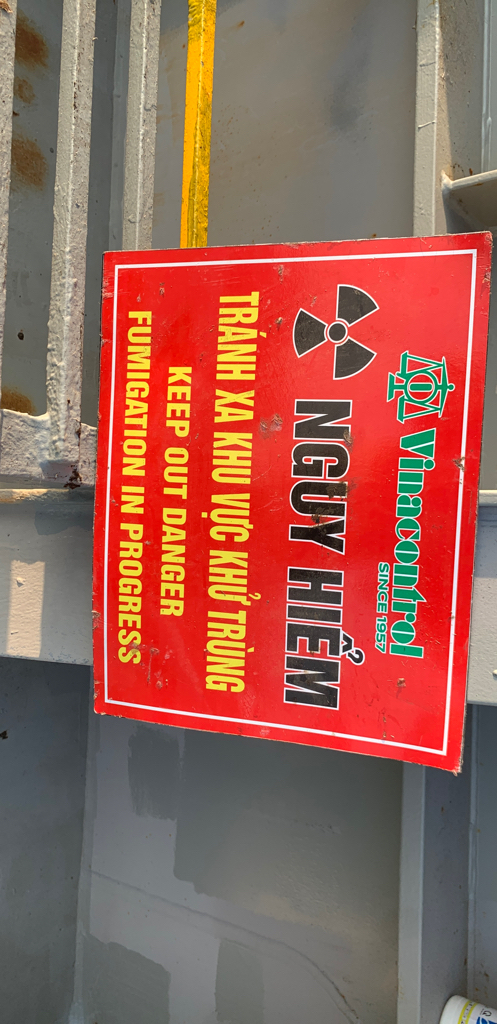 Vinacontrol
SINCE 1957
NGUY HIỂM
TRÁNH XA KHU VỰC KHỬ TRÙNG
KEEP OUT DANGER
FUMIGATION IN PROGRESS